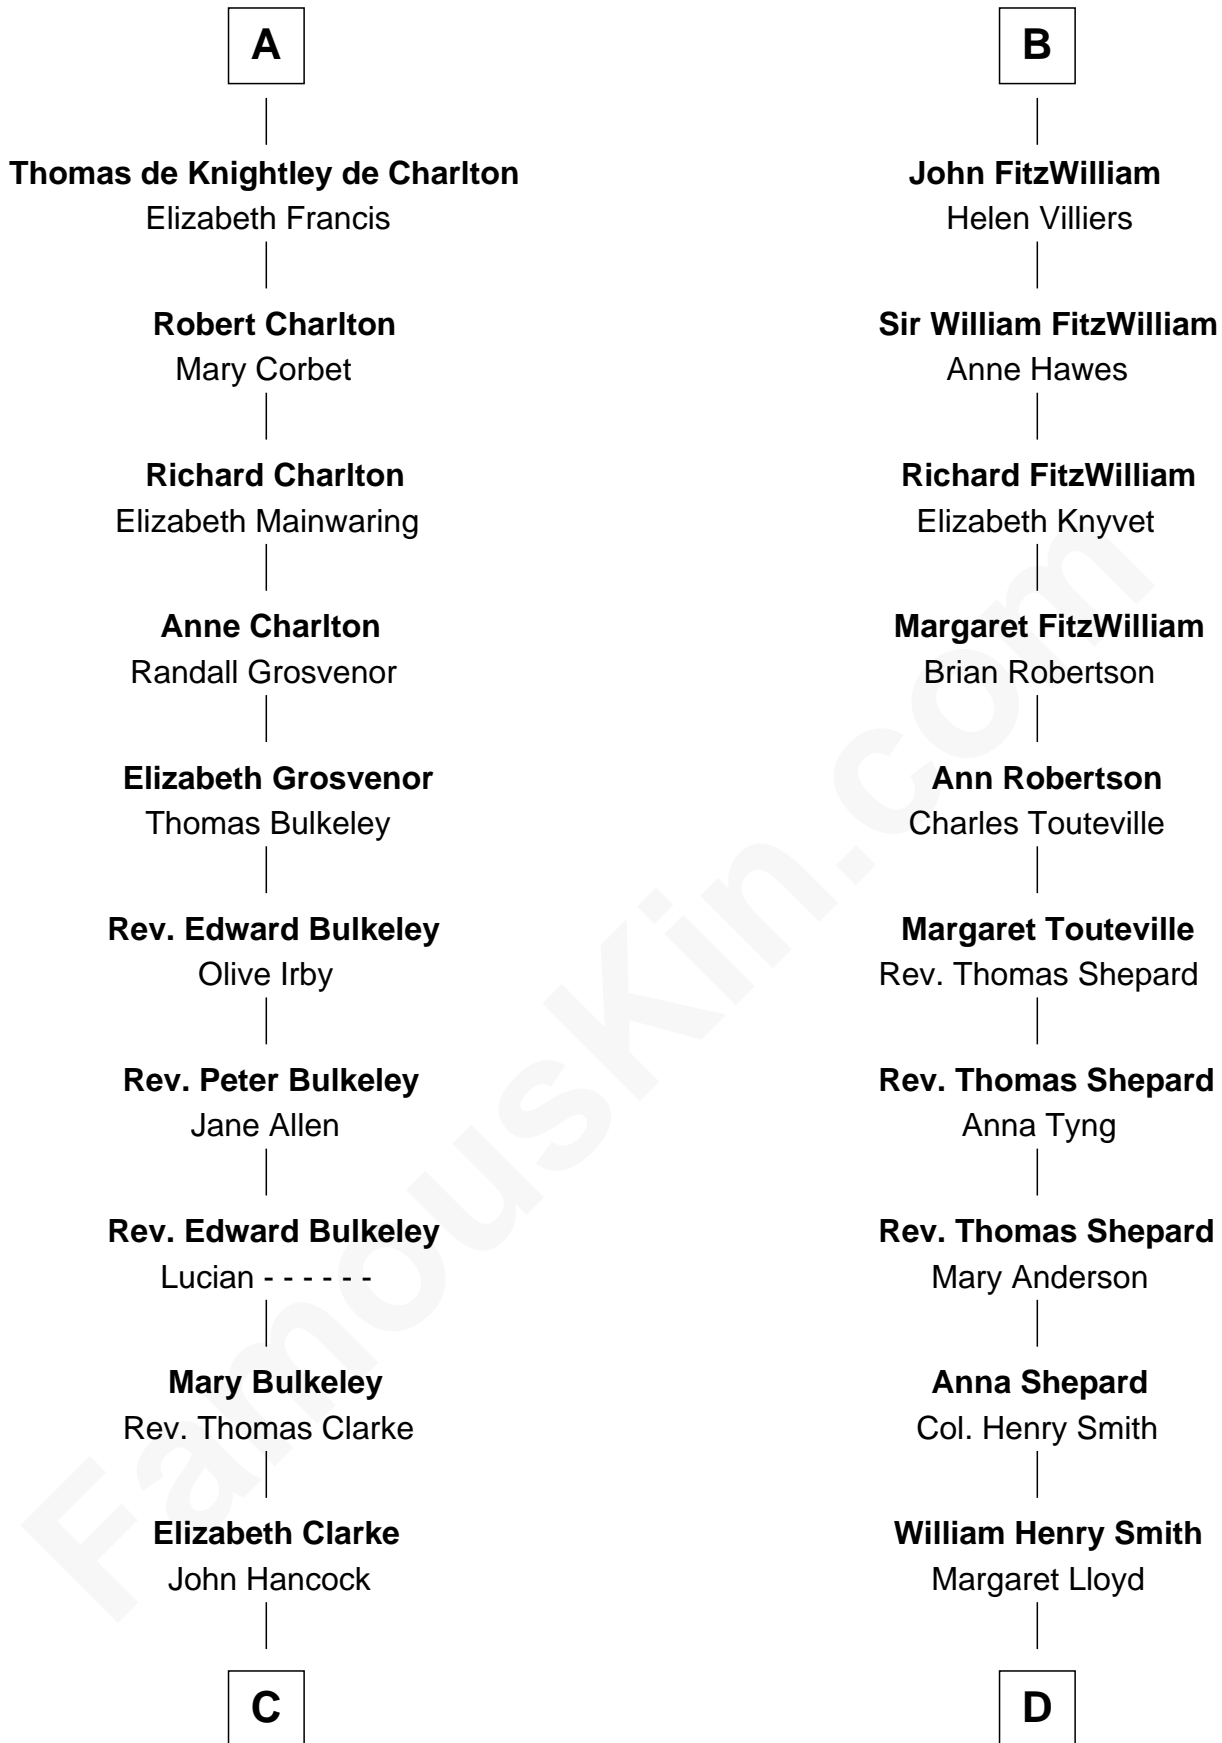 A
Thomas de Knightley de Charlton
Elizabeth Francis
Robert Charlton
Mary Corbet
Richard Charlton
Elizabeth Mainwaring
Anne Charlton
Randall Grosvenor
Elizabeth Grosvenor
Thomas Bulkeley
Rev. Edward Bulkeley
Olive Irby
Rev. Peter Bulkeley
Jane Allen
Rev. Edward Bulkeley
Lucian - - - - - -
Mary Bulkeley
Rev. Thomas Clarke
Elizabeth Clarke
John Hancock
C
B
John FitzWilliam
Helen Villiers
Sir William FitzWilliam
Anne Hawes
Richard FitzWilliam
Elizabeth Knyvet
Margaret FitzWilliam
Brian Robertson
Ann Robertson
Charles Touteville
Margaret Touteville
Rev. Thomas Shepard
Rev. Thomas Shepard
Anna Tyng
Rev. Thomas Shepard
Mary Anderson
Anna Shepard
Col. Henry Smith
William Henry Smith
Margaret Lloyd
D
FamousKin.com